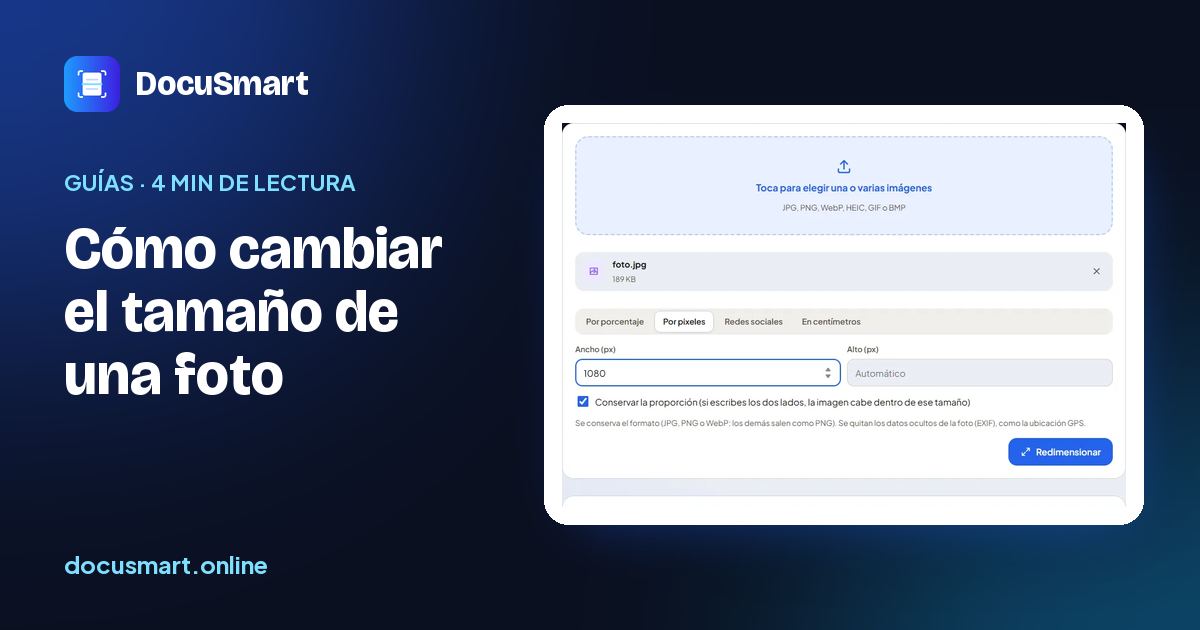 DocuSmart
GUÍAS · 4 MIN DE LECTURA
Cómo cambiar
el tamaño de
una foto
docusmart.online
Toca para elegir una o varias imágenes
JPG, PNG, WebP, HEIC, GIF o BMP
foto.jpg
189 KB
Por porcentaje Por píxeles Redes sociales En centímetros
Ancho (px) Alto (px)
1080 Automático
Conservar la proporción (si escribes los dos lados, la imagen cabe dentro de ese tamaño)
Se conserva el formato (JPG, PNG o WebP; los demás salen como PNG). Se quitan los datos ocultos de la foto (EXIF), como la ubicación GPS.
Redimensionar